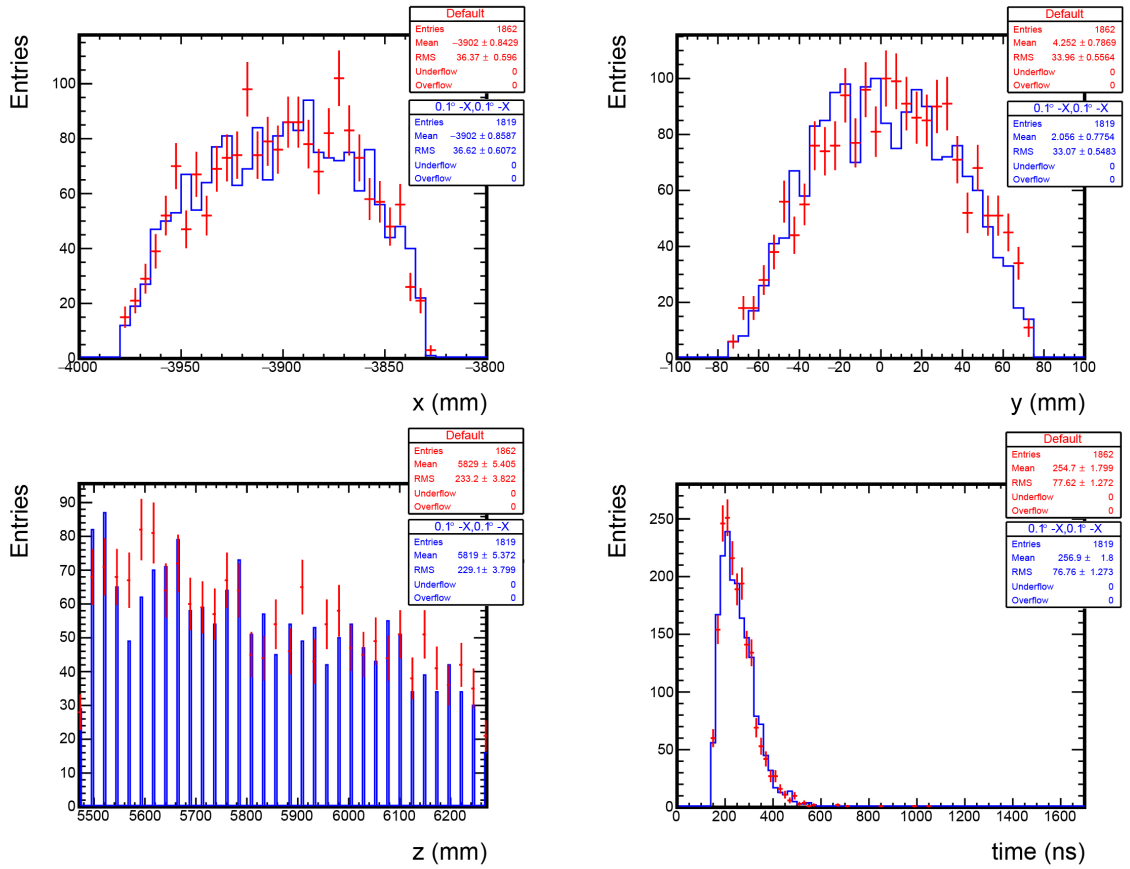 Default
Entries 1862
Mean −3902 ± 0.8429
RMS 36.37 ± 0.596
Underflow 0
Overflow 0
0.1° -X,0.1° -X
Entries 1819
Mean −3902 ± 0.8587
RMS 36.62 ± 0.6072
Underflow 0
Overflow 0
Entries
100
80
60
40
20
0
−4000 −3950 −3900 −3850 −3800
x (mm)
Default
Entries 1862
Mean 4.252 ± 0.7869
RMS 33.96 ± 0.5564
Underflow 0
Overflow 0
0.1° -X,0.1° -X
Entries 1819
Mean 2.056 ± 0.7754
RMS 33.07 ± 0.5483
Underflow 0
Overflow 0
Entries
100
80
60
40
20
0
−100 −80 −60 −40 −20 0 20 40 60 80 100
y (mm)
Default
Entries 1862
Mean 5829 ± 5.405
RMS 233.2 ± 3.822
Underflow 0
Overflow 0
0.1° -X,0.1° -X
Entries 1819
Mean 5819 ± 5.372
RMS 229.1 ± 3.799
Underflow 0
Overflow 0
Entries
90
80
70
60
50
40
30
20
10
0
5500 5600 5700 5800 5900 6000 6100 6200
z (mm)
Default
Entries 1862
Mean 254.7 ± 1.799
RMS 77.62 ± 1.272
Underflow 0
Overflow 0
0.1° -X,0.1° -X
Entries 1819
Mean 256.9 ± 1.8
RMS 76.76 ± 1.273
Underflow 0
Overflow 0
Entries
250
200
150
100
50
0
0 200 400 600 800 1000 1200 1400 1600
time (ns)